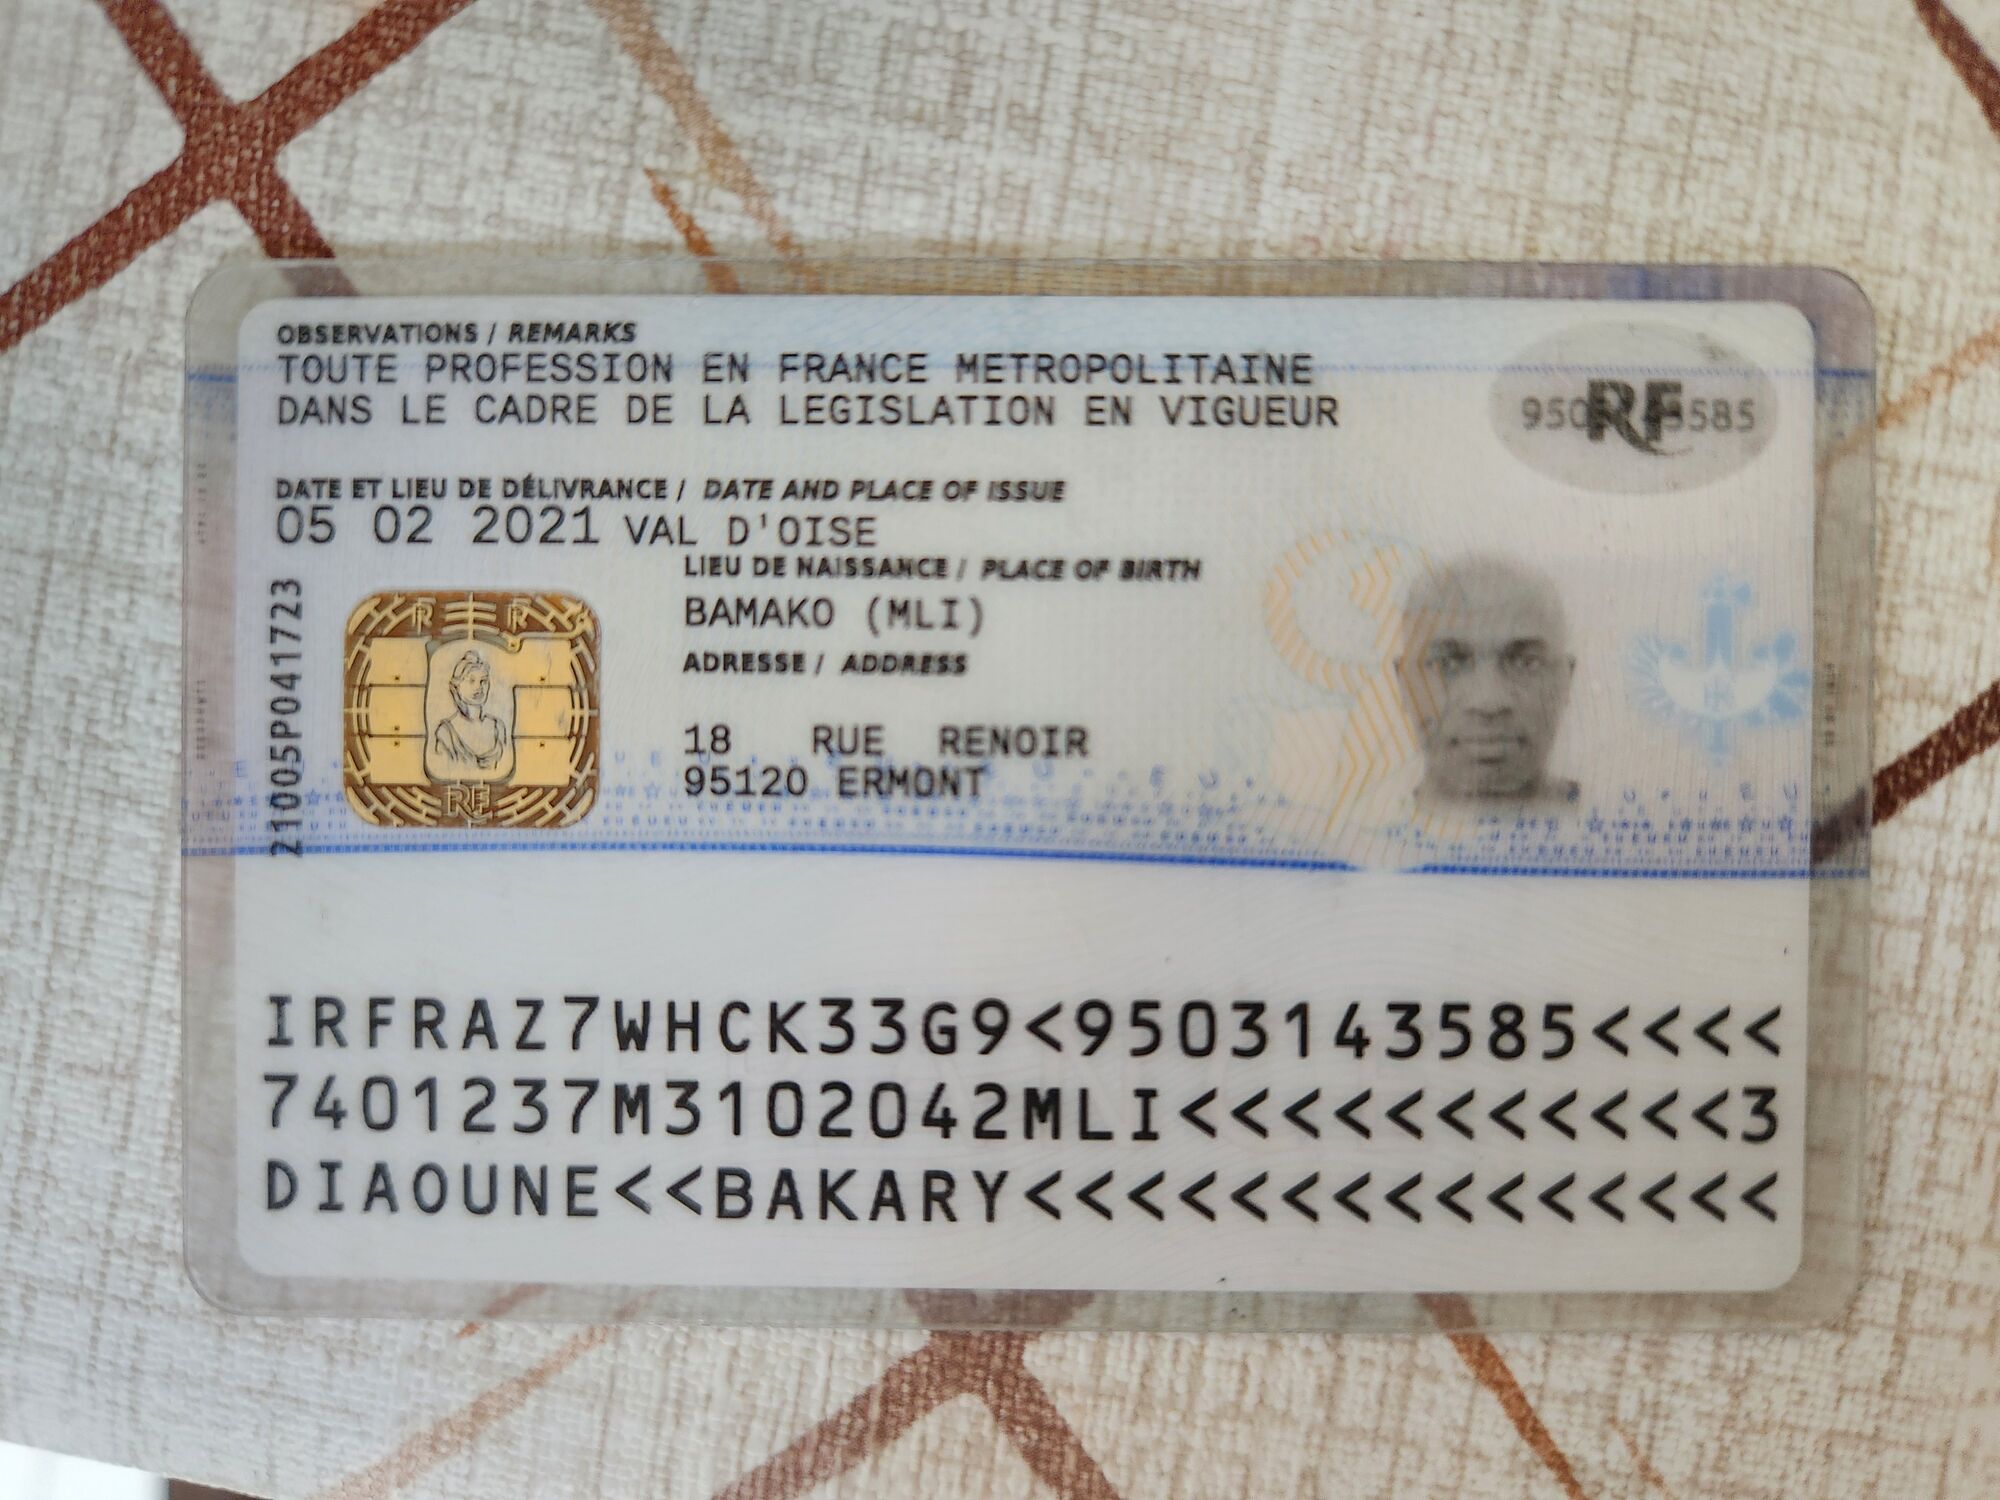 OBSERVATIONS / REMARKS
TOUTE PROFESSION EN FRANCE METROPOLITAINE
DANS LE CADRE DE LA LEGISLATION EN VIGUEUR
RF
DATE ET LIEU DE DÉLIVRANCE / DATE AND PLACE OF ISSUE
05 02 2021 VAL D'OISE
LIEU DE NAISSANCE / PLACE OF BIRTH
BAMAKO (MLI)
ADRESSE / ADDRESS
18 RUE RENOIR
95120 ERMONT
21005P041723
IRFRAZ7WHCK33G9<9503143585<<<<
7401237M3102042MLI<<<<<<<<<<<3
DIAOUNE<<BAKARY<<<<<<<<<<<<<<<